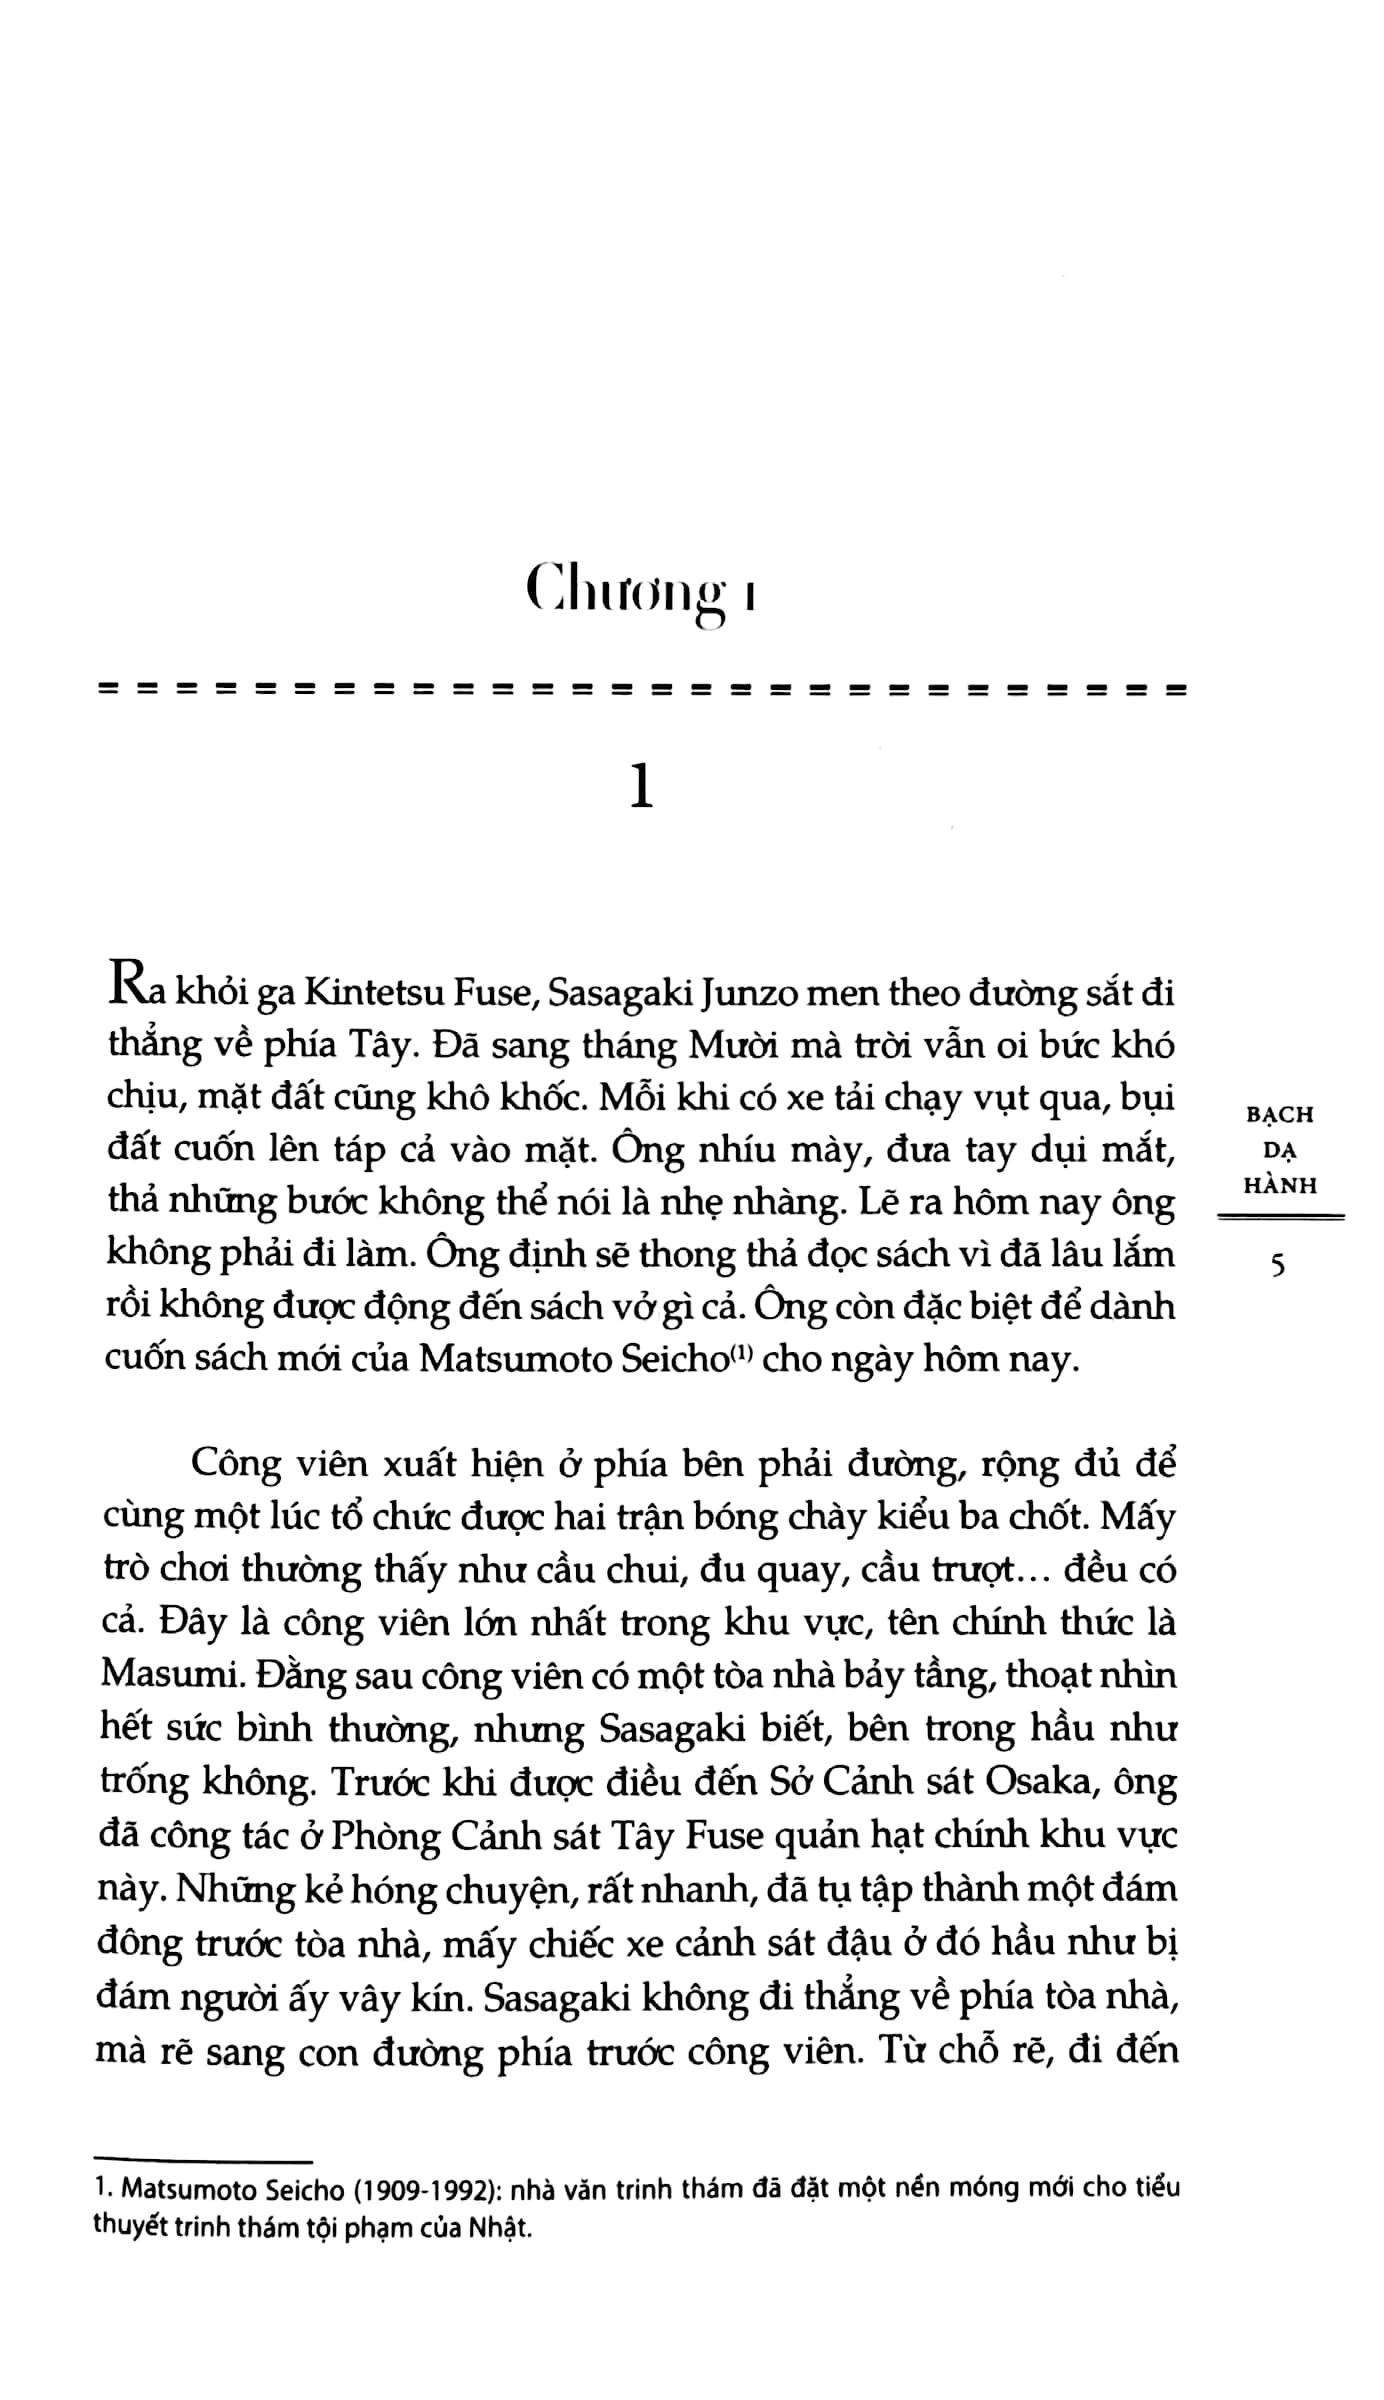 Chương 1
1
Ra khỏi ga Kintetsu Fuse, Sasagaki Junzo men theo đường sắt đi
thẳng về phía Tây. Đã sang tháng Mười mà trời vẫn oi bức khó
chịu, mặt đất cũng khô khốc. Mỗi khi có xe tải chạy vụt qua, bụi
đất cuốn lên táp cả vào mặt. Ông nhíu mày, đưa tay dụi mắt,
thả những bước không thể nói là nhẹ nhàng. Lẽ ra hôm nay ông
không phải đi làm. Ông định sẽ thong thả đọc sách vì đã lâu lắm
rồi không được động đến sách vở gì cả. Ông còn đặc biệt để dành
cuốn sách mới của Matsumoto Seicho(1) cho ngày hôm nay.
Công viên xuất hiện ở phía bên phải đường, rộng đủ để
cùng một lúc tổ chức được hai trận bóng chày kiểu ba chốt. Mấy
trò chơi thường thấy như cầu chui, đu quay, cầu trượt... đều có
cả. Đây là công viên lớn nhất trong khu vực, tên chính thức là
Masumi. Đằng sau công viên có một tòa nhà bảy tầng, thoạt nhìn
hết sức bình thường, nhưng Sasagaki biết, bên trong hầu như
trống không. Trước khi được điều đến Sở Cảnh sát Osaka, ông
đã công tác ở Phòng Cảnh sát Tây Fuse quản hạt chính khu vực
này. Những kẻ hóng chuyện, rất nhanh, đã tụ tập thành một đám
đông trước tòa nhà, mấy chiếc xe cảnh sát đậu ở đó hầu như bị
đám người ấy vây kín. Sasagaki không đi thẳng về phía tòa nhà,
mà rẽ sang con đường phía trước công viên. Từ chỗ rẽ, đi đến
1. Matsumoto Seicho (1909-1992): nhà văn trinh thám đã đặt một nền móng mới cho tiểu
thuyết trinh thám tội phạm của Nhật.
BẠCH
DẠ
HÀNH
5